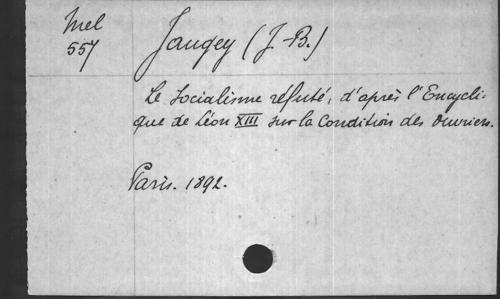 Mel
557
Jaugey (J.-B.)
Le Socialisme réfuté, d'après l'Encycli-
que de Léon XIII sur la Condition des Ouvriers.
Paris. 1892.